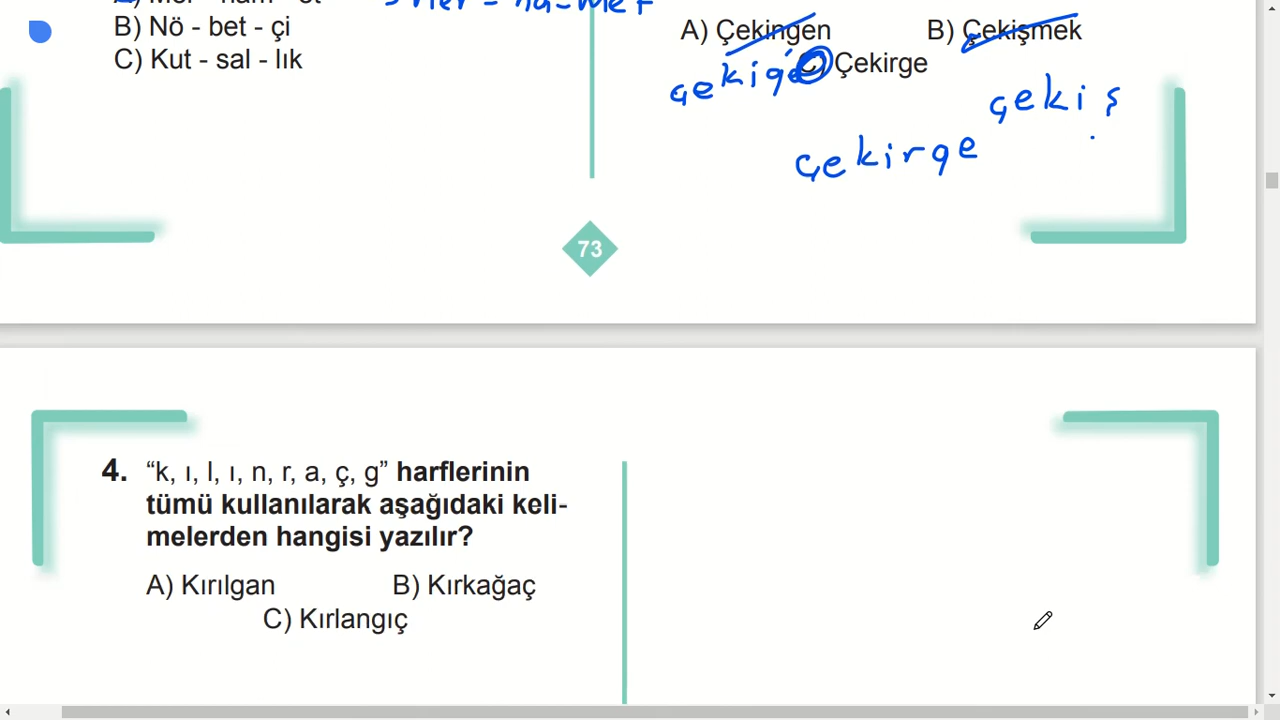 B) Nö - bet - çi
C) Kut - sal - lık
A) Çekingen B) Çekişmek
C) Çekirge
çekiş
çekirge
73
4. “k, ı, l, ı, n, r, a, ç, g” harflerinin
tümü kullanılarak aşağıdaki keli-
melerden hangisi yazılır?
A) Kırılgan B) Kırkağaç
C) Kırlangıç